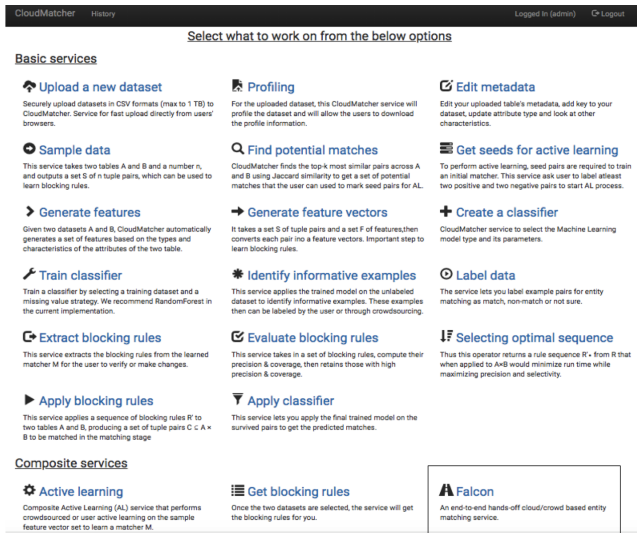 CloudMatcher History Logged In (admin) Logout
Select what to work on from the below options
Basic services
Upload a new dataset
Securely upload datasets in CSV formats (max to 1 TB) to
CloudMatcher. Service for fast upload directly from users'
browsers.
Profiling
For the uploaded dataset, this CloudMatcher service will
profile the dataset and will allow the users to download
the profile information.
Edit metadata
Edit your uploaded table's metadata, add key to your
dataset, update attribute type and look at other
characteristics.
Sample data
This service takes two tables A and B and a number n,
and outputs a set S of n tuple pairs, which can be used to
learn blocking rules.
Find potential matches
CloudMatcher finds the top-k most similar pairs across A
and B using Jaccard similarity to get a set of potential
matches that the user can used to mark seed pairs for AL.
Get seeds for active learning
To perform active learning, seed pairs are required to train
an initial matcher. This service ask user to label atleast
two positive and two negative pairs to start AL process.
Generate features
Given two datasets A and B, CloudMatcher automatically
generates a set of features based on the types and
characteristics of the attributes of the two table.
Generate feature vectors
It takes a set S of tuple pairs and a set F of features,then
converts each pair ino a feature vectors. Important step to
learn blocking rules.
Create a classifier
CloudMatcher service to select the Machine Learning
model type and its parameters.
Train classifier
Train a classifier by selecting a training dataset and a
missing value strategy. We recommend RandomForest in
the current implementation.
Identify informative examples
This service applies the trained model on the unlabeled
dataset to identify informative examples. These examples
then can be labeled by the user or through crowdsourcing.
Label data
The service lets you label example pairs for entity
matching as match, non-match or not sure.
Extract blocking rules
This service extracts the blocking rules from the learned
matcher M for the user to verify or make changes.
Evaluate blocking rules
This service takes in a set of blocking rules, compute their
precision & coverage, then retains those with high
precision & coverage.
Selecting optimal sequence
Thus this operator returns a rule sequence R'* from R that
when applied to A×B would minimize run time while
maximizing precision and selectivity.
Apply blocking rules
This service applies a sequence of blocking rules R' to
two tables A and B, producing a set of tuple pairs C ⊆ A ×
B to be matched in the matching stage
Apply classifier
This service lets you apply the final trained model on the
survived pairs to get the predicted matches.
Composite services
Active learning
Composite Active Learning (AL) service that performs
crowdsourced or user active learning on the sample
feature vector set to learn a matcher M.
Get blocking rules
Once the two datasets are selected, the service will get
the blocking rules for you.
Falcon
An end-to-end hands-off cloud/crowd based entity
matching service.